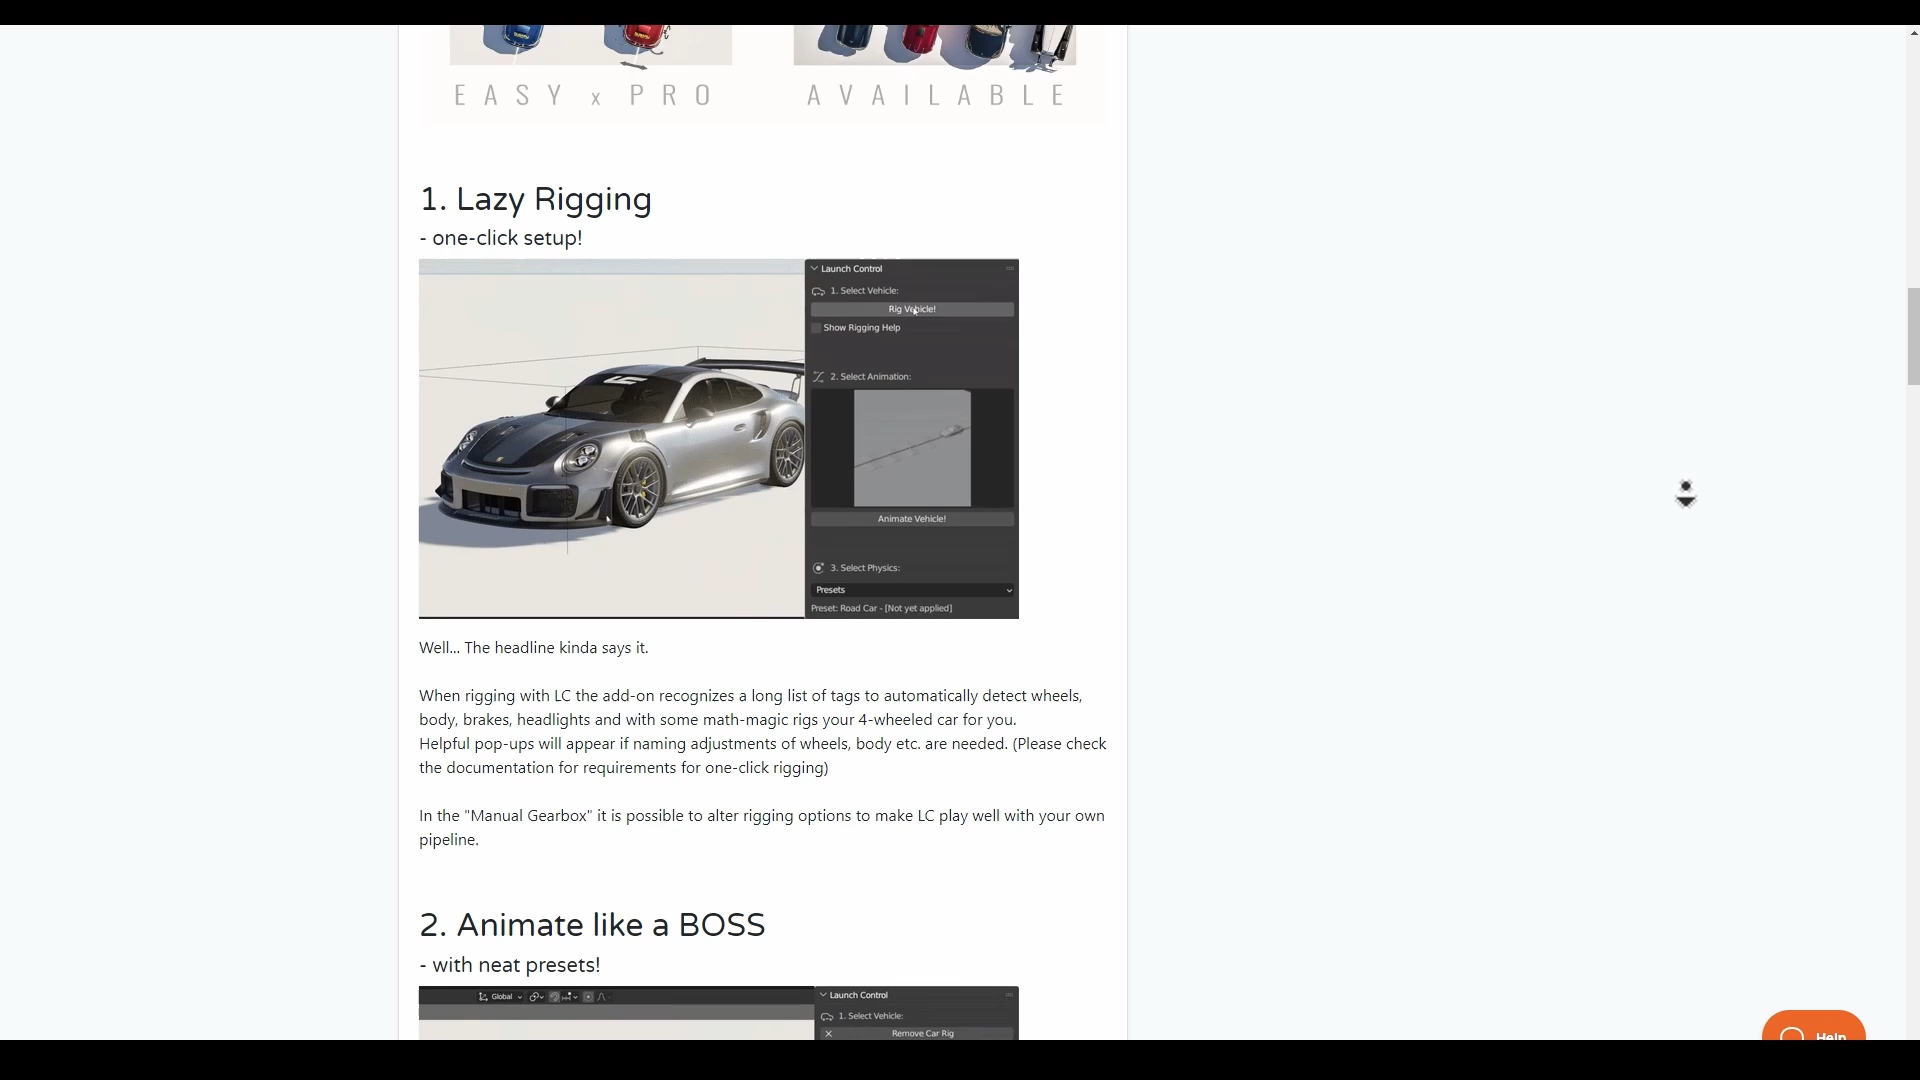 EASY x PRO
AVAILABLE
1. Lazy Rigging
- one-click setup!
Launch Control
1. Select Vehicle:
Rig Vehicle!
Show Rigging Help
2. Select Animation:
Animate Vehicle!
3. Select Physics:
Presets
Preset: Road Car - [Not yet applied]
Well... The headline kinda says it.
When rigging with LC the add-on recognizes a long list of tags to automatically detect wheels,
body, brakes, headlights and with some math-magic rigs your 4-wheeled car for you.
Helpful pop-ups will appear if naming adjustments of wheels, body etc. are needed. (Please check
the documentation for requirements for one-click rigging)
In the "Manual Gearbox" it is possible to alter rigging options to make LC play well with your own
pipeline.
2. Animate like a BOSS
- with neat presets!
Global
Launch Control
1. Select Vehicle:
Remove Car Rig
Help